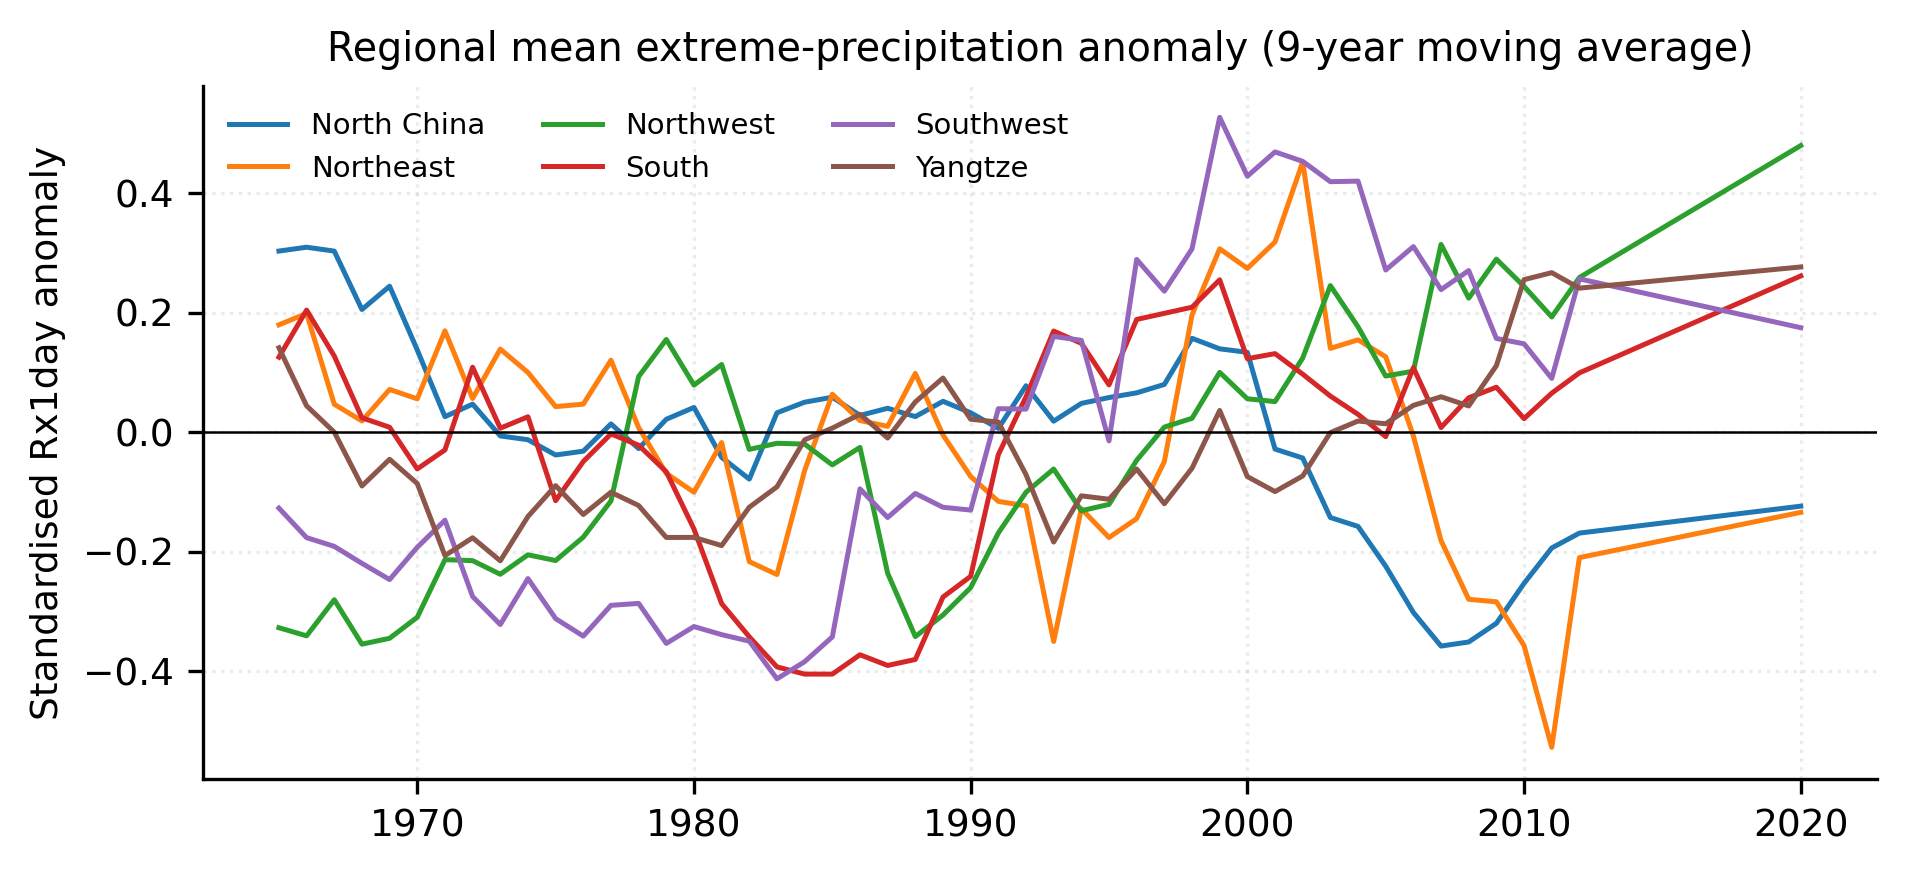 Regional mean extreme-precipitation anomaly (9-year moving average)
Standardised Rx1day anomaly
North China
Northeast
Northwest
South
Southwest
Yangtze
0.4
0.2
0.0
−0.2
−0.4
1970 1980 1990 2000 2010 2020